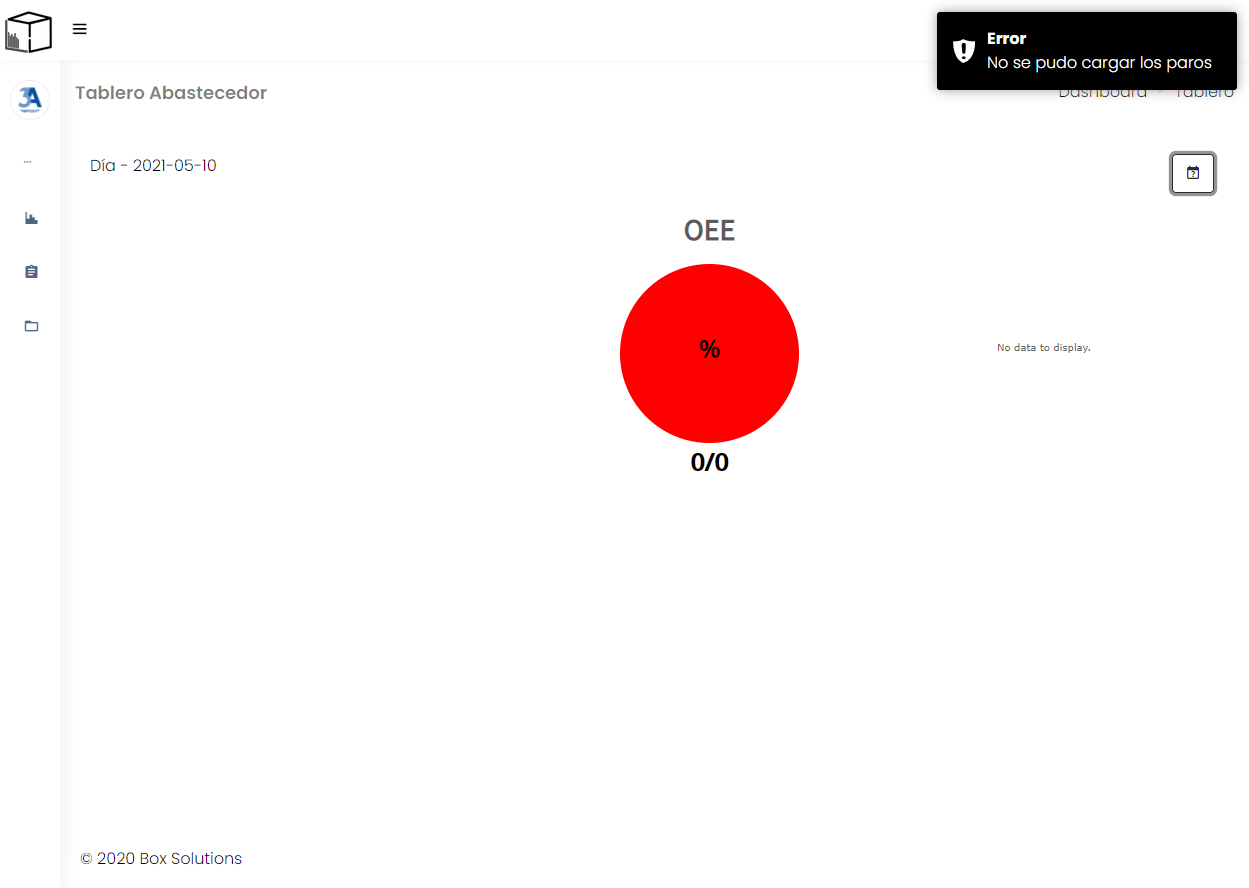 Error
No se pudo cargar los paros
3A
Tablero Abastecedor
Dashboard
Tablero
Día - 2021-05-10
?
OEE
%
0/0
No data to display.
© 2020 Box Solutions